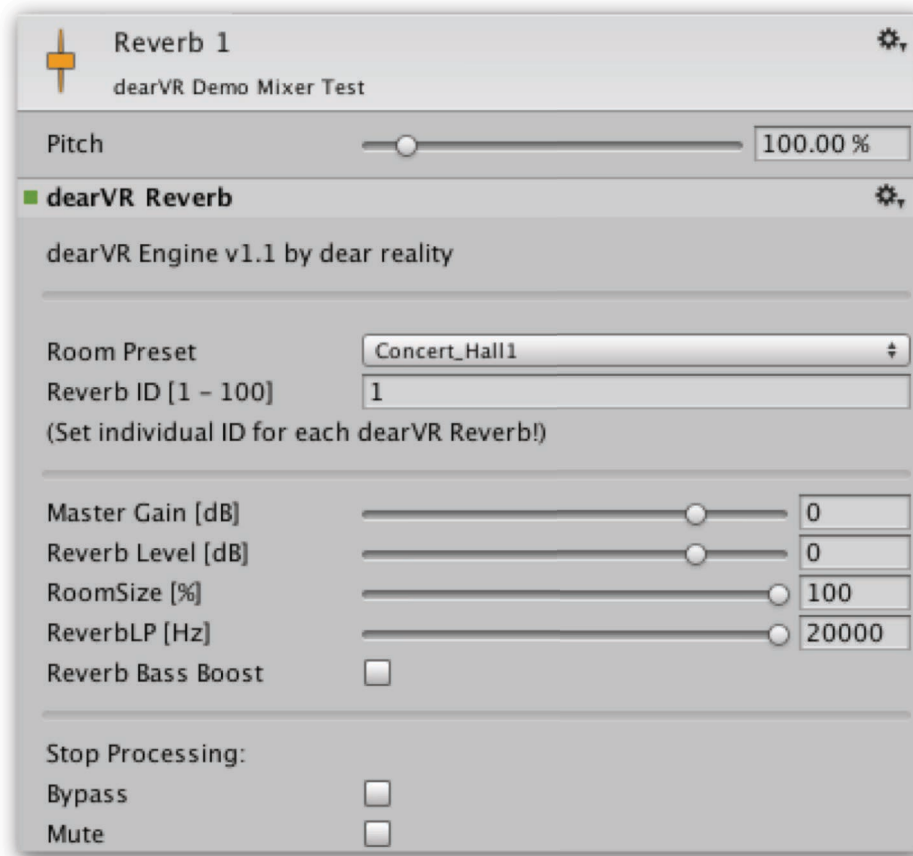 Reverb 1
dearVR Demo Mixer Test
Pitch 100.00 %
dearVR Reverb
dearVR Engine v1.1 by dear reality
Room Preset Concert_Hall1
Reverb ID [1 – 100] 1
(Set individual ID for each dearVR Reverb!)
Master Gain [dB] 0
Reverb Level [dB] 0
RoomSize [%] 100
ReverbLP [Hz] 20000
Reverb Bass Boost
Stop Processing:
Bypass
Mute